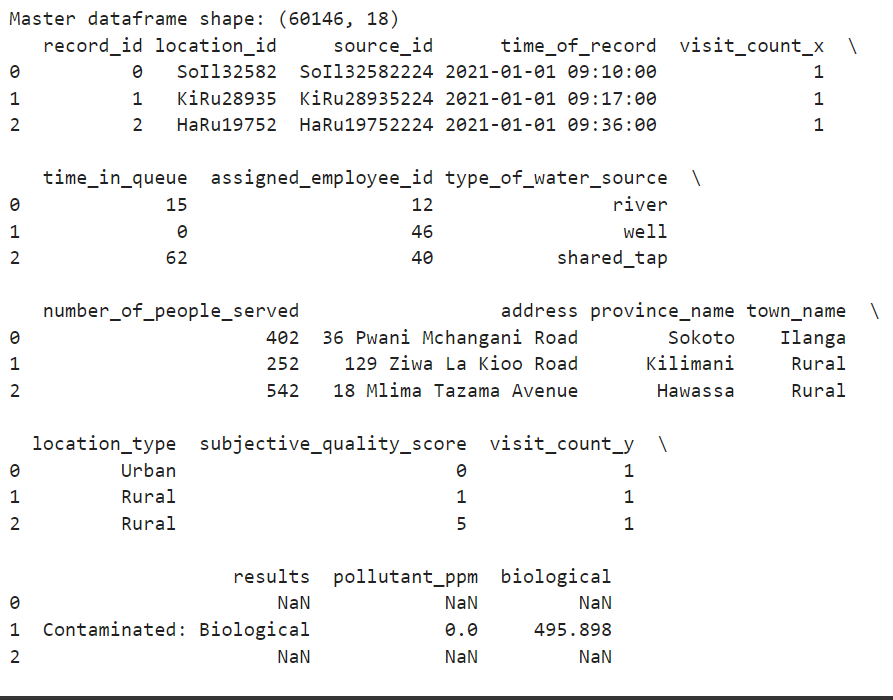 Master dataframe shape: (60146, 18)
   record_id location_id     source_id      time_of_record  visit_count_x  \
0          0   SoIl32582  SoIl32582224 2021-01-01 09:10:00              1
1          1   KiRu28935  KiRu28935224 2021-01-01 09:17:00              1
2          2   HaRu19752  HaRu19752224 2021-01-01 09:36:00              1
   time_in_queue  assigned_employee_id type_of_water_source  \
0             15                    12                river
1              0                    46                 well
2             62                    40           shared_tap
   number_of_people_served                  address province_name town_name  \
0                      402  36 Pwani Mchangani Road        Sokoto    Ilanga
1                      252    129 Ziwa La Kioo Road      Kilimani     Rural
2                      542   18 Mlima Tazama Avenue       Hawassa     Rural
  location_type  subjective_quality_score  visit_count_y  \
0         Urban                         0              1
1         Rural                         1              1
2         Rural                         5              1
                    results  pollutant_ppm  biological
0                       NaN            NaN         NaN
1  Contaminated: Biological            0.0     495.898
2                       NaN            NaN         NaN